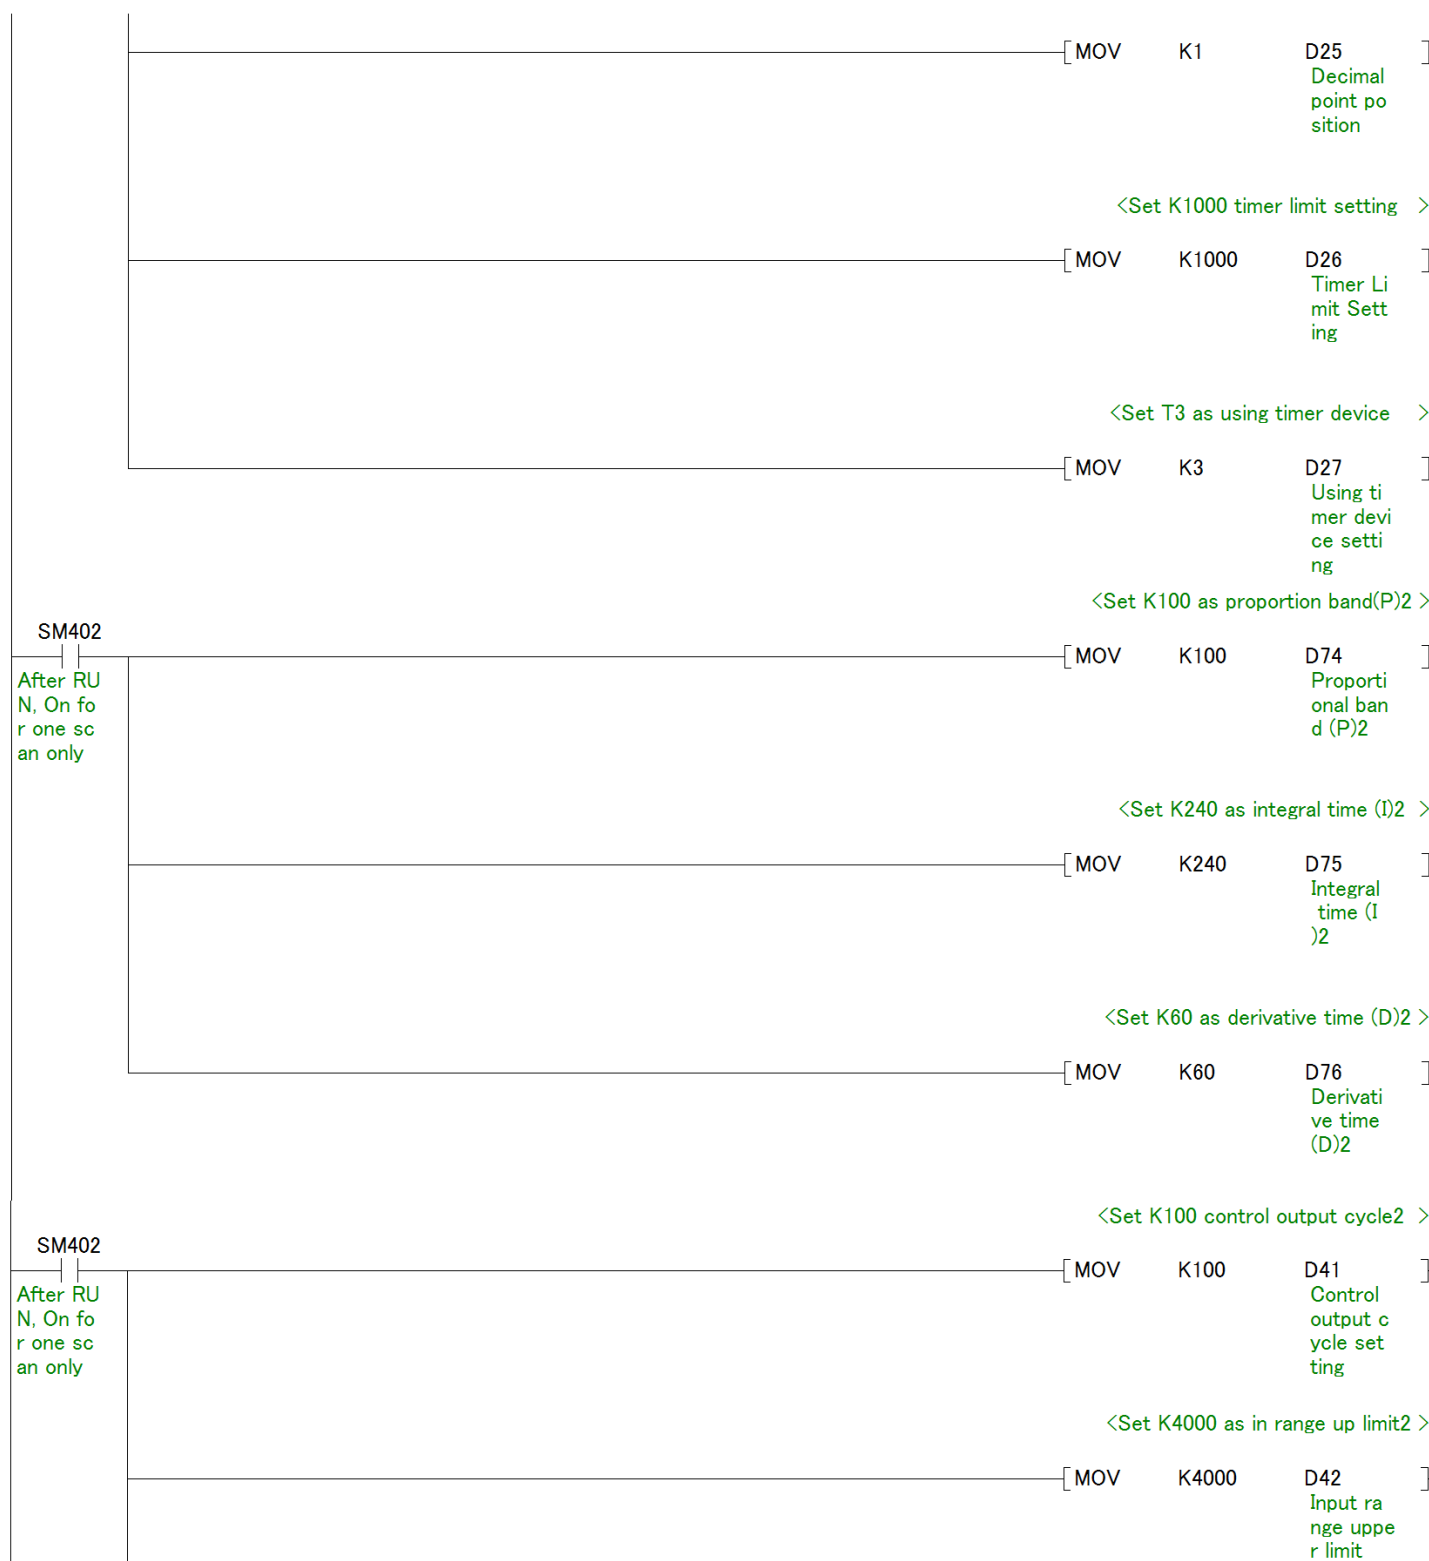 MOV K1 D25
Decimal
point po
sition
<Set K1000 timer limit setting >
MOV K1000 D26
Timer Li
mit Sett
ing
<Set T3 as using timer device >
MOV K3 D27
Using ti
mer devi
ce setti
ng
<Set K100 as proportion band(P)2 >
SM402
MOV K100 D74
After RU
N, On fo
r one sc
an only
Proporti
onal ban
d (P)2
<Set K240 as integral time (I)2 >
MOV K240 D75
Integral
time (I
)2
<Set K60 as derivative time (D)2 >
MOV K60 D76
Derivati
ve time
(D)2
<Set K100 control output cycle2 >
SM402
MOV K100 D41
After RU
N, On fo
r one sc
an only
Control
output c
ycle set
ting
<Set K4000 as in range up limit2 >
MOV K4000 D42
Input ra
nge uppe
r limit